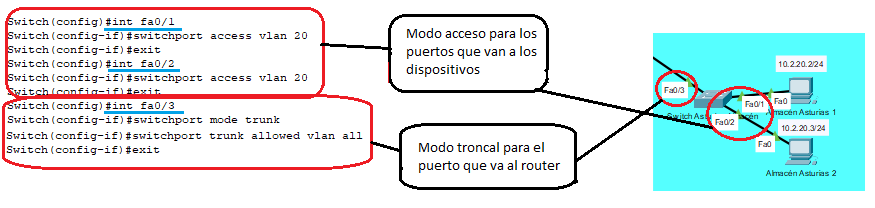 Switch(config)#int fa0/1
Switch(config-if)#switchport access vlan 20
Switch(config-if)#exit
Switch(config)#int fa0/2
Switch(config-if)#switchport access vlan 20
Switch(config-if)#exit
Switch(config)#int fa0/3
Switch(config-if)#switchport mode trunk
Switch(config-if)#switchport trunk allowed vlan all
Switch(config-if)#exit
Modo acceso para los
puertos que van a los
dispositivos
Modo troncal para el
puerto que va al router
10.2.20.2/24
Fa0/3
Fa0/1
Fa0
Switch
Almacén Asturias 1
Fa0/2
10.2.20.3/24
Fa0
Almacén Asturias 2